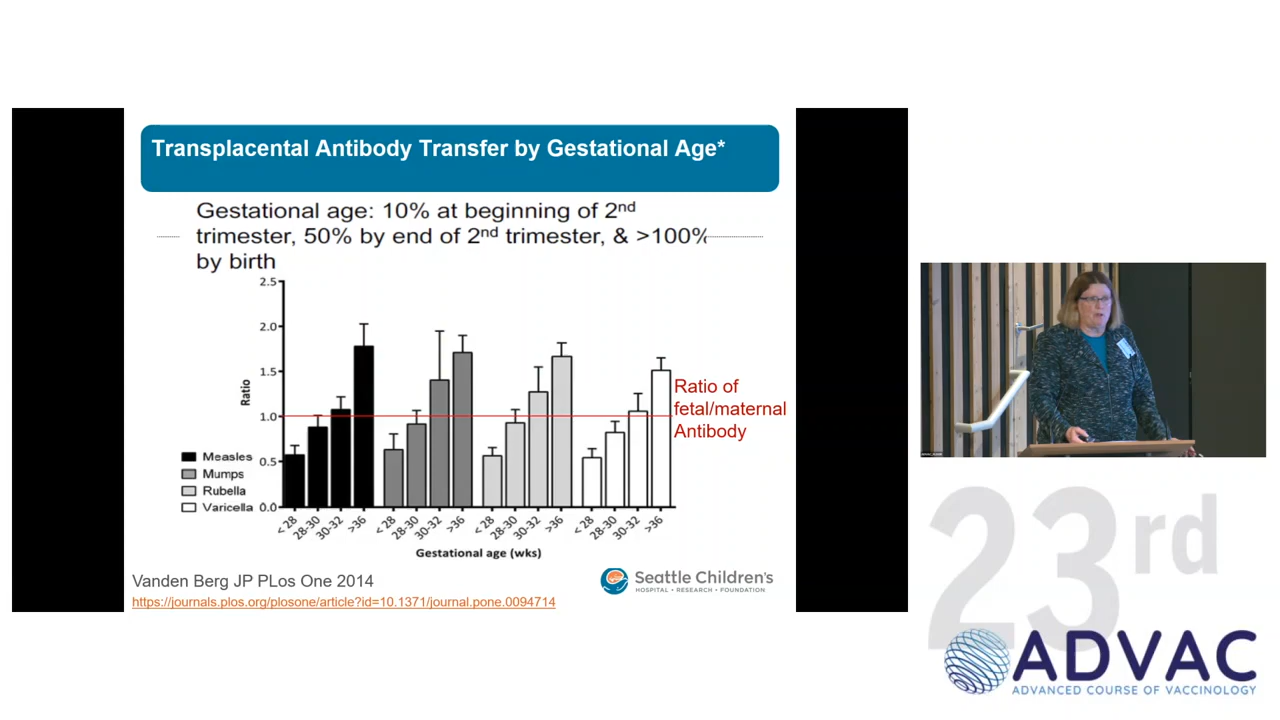 Transplacental Antibody Transfer by Gestational Age*
Gestational age: 10% at beginning of 2nd
trimester, 50% by end of 2nd trimester, & >100%
by birth
2.5
2.0
1.5
1.0
0.5
0.0
Ratio
Measles
Mumps
Rubella
Varicella
< 28
28-30
30-32
>36
< 28
28-30
30-32
>36
< 28
28-30
30-32
>36
< 28
28-30
30-32
>36
Gestational age (wks)
Ratio of
fetal/maternal
Antibody
Vanden Berg JP PLos One 2014
https://journals.plos.org/plosone/article?id=10.1371/journal.pone.0094714
Seattle Children's
HOSPITAL • RESEARCH • FOUNDATION
23rd
ADVAC
ADVANCED COURSE OF VACCINOLOGY